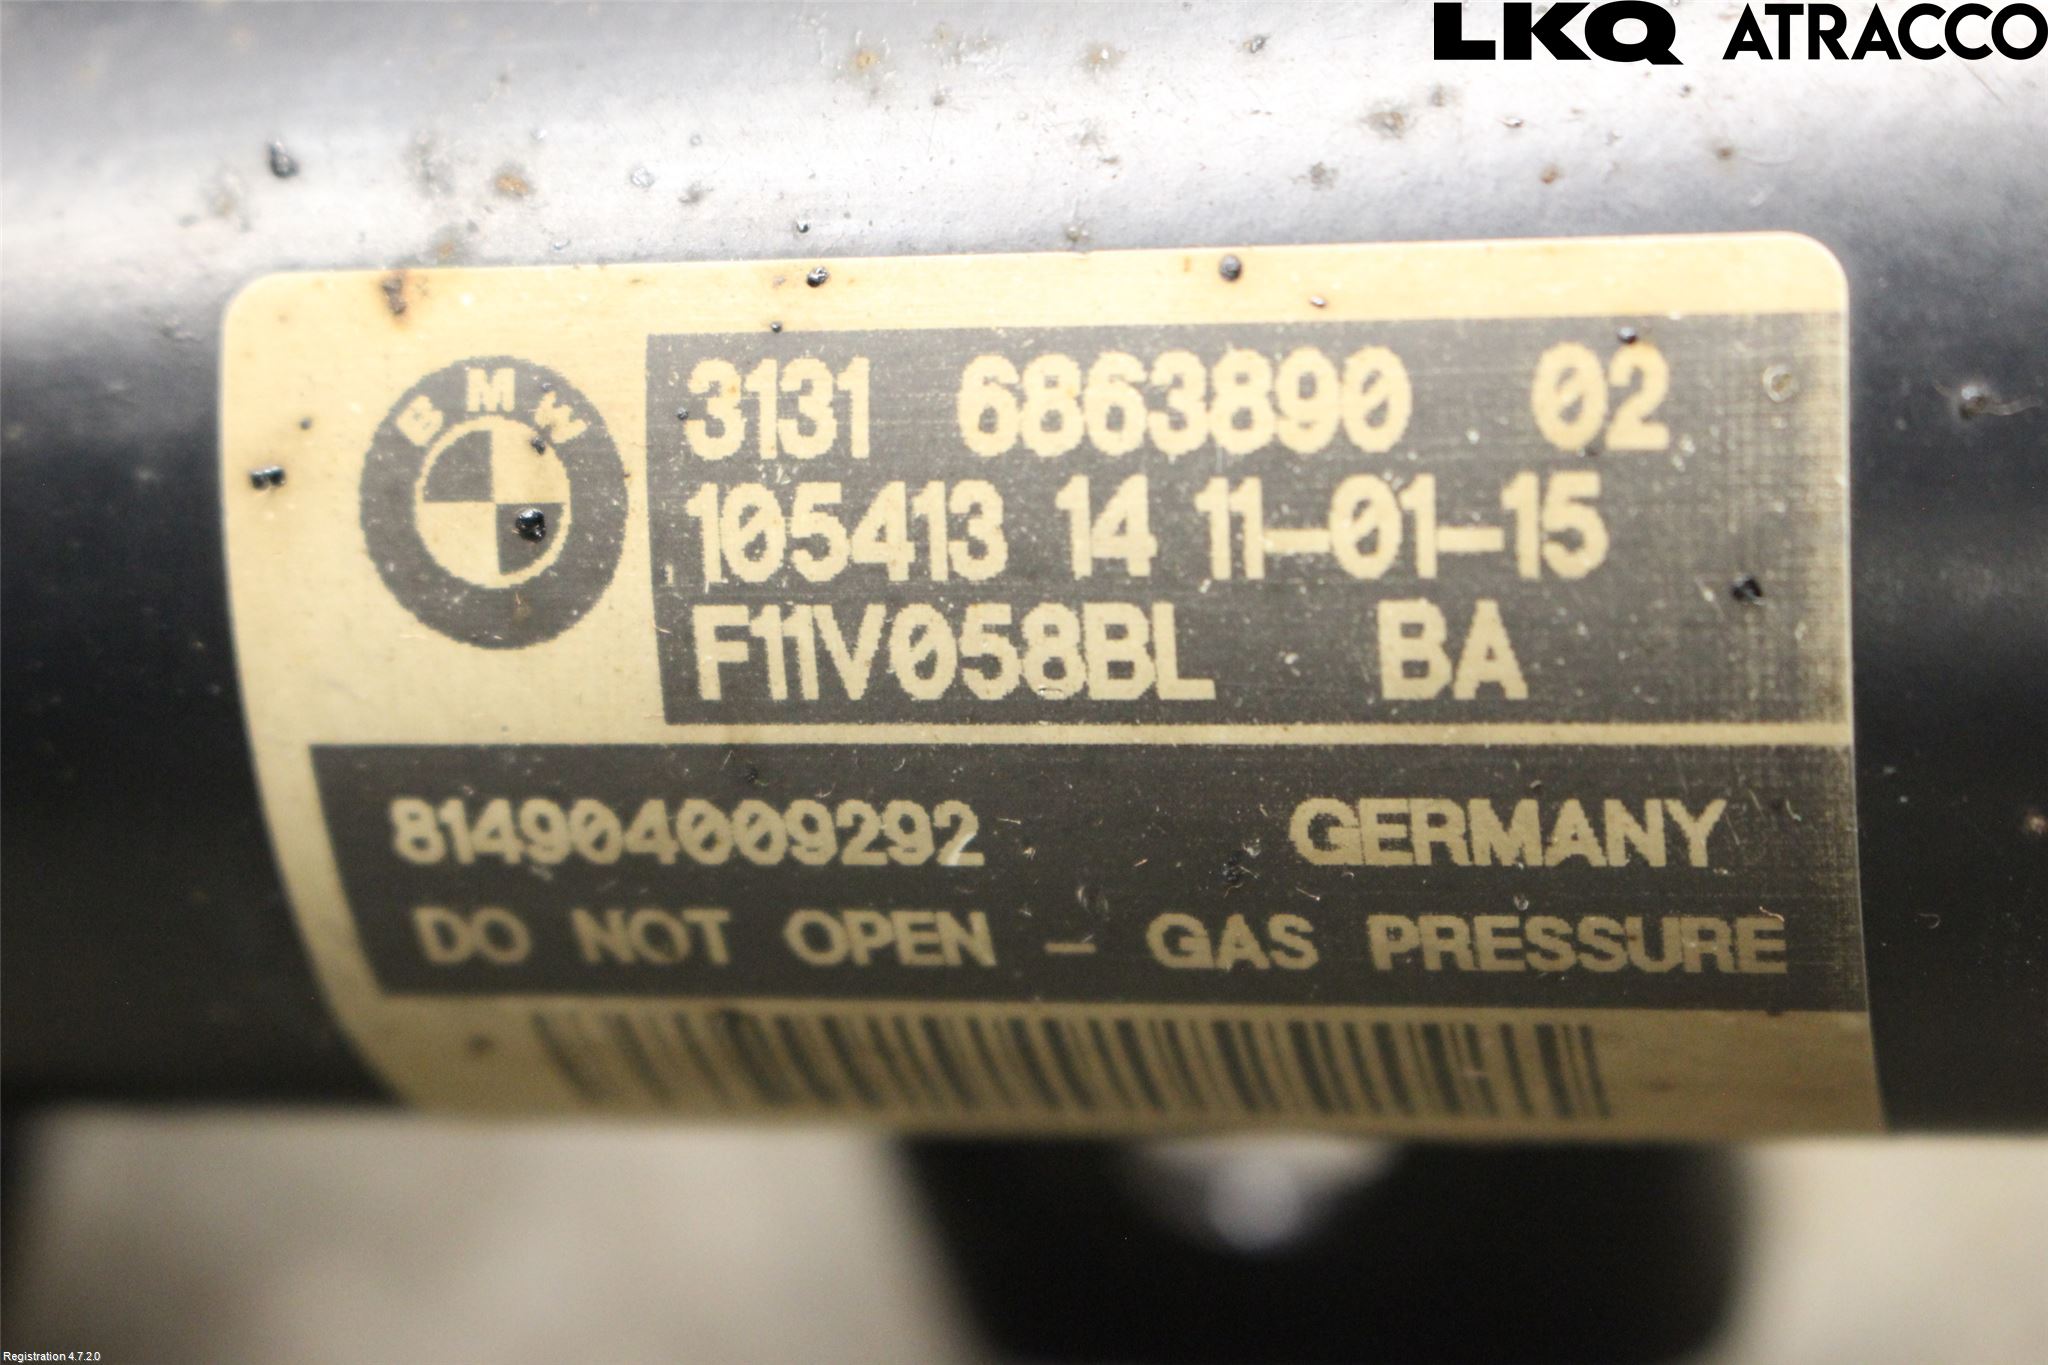 LKQ ATRACCO
BMW
3131 6863890 02
105413 14 11-01-15
F11V058BL BA
814904009292 GERMANY
DO NOT OPEN - GAS PRESSURE
Registration 4.7.2.0